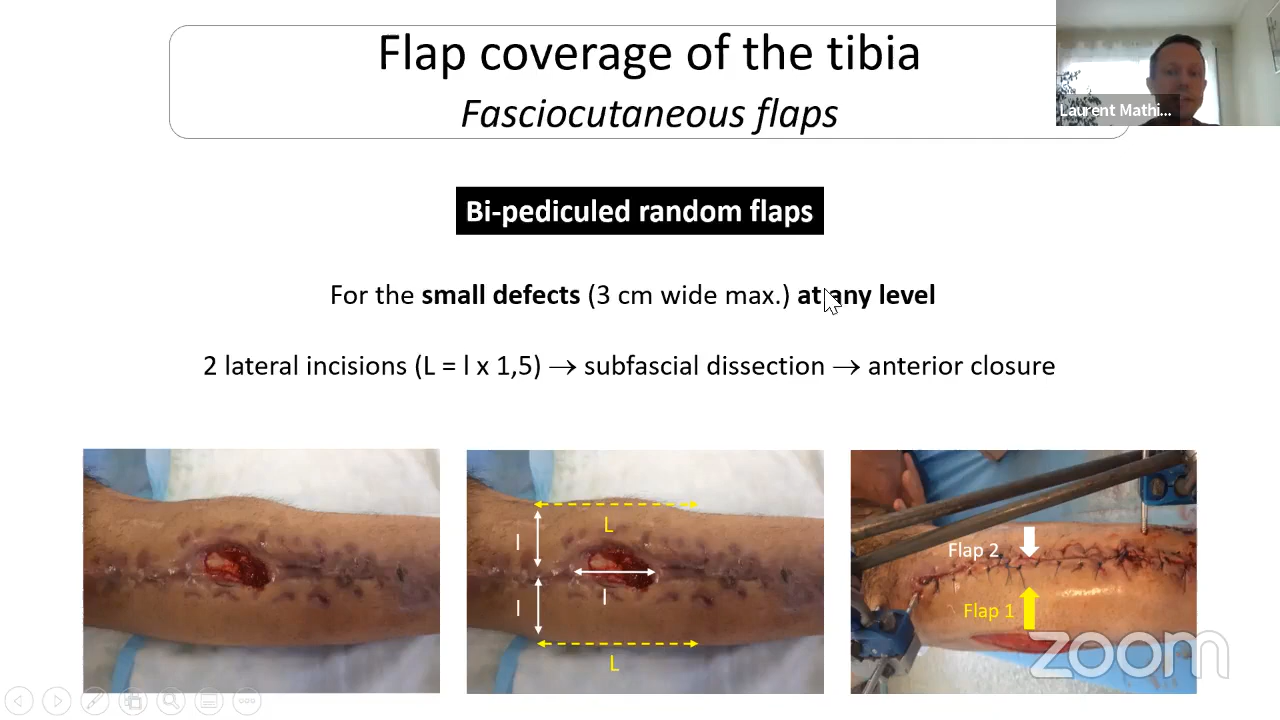 Flap coverage of the tibia
Fasciocutaneous flaps
Laurent Mathi...
Bi-pediculed random flaps
For the small defects (3 cm wide max.) at any level
2 lateral incisions (L = l x 1,5) → subfascial dissection → anterior closure
L
l
l
l
L
Flap 2
Flap 1
zoom